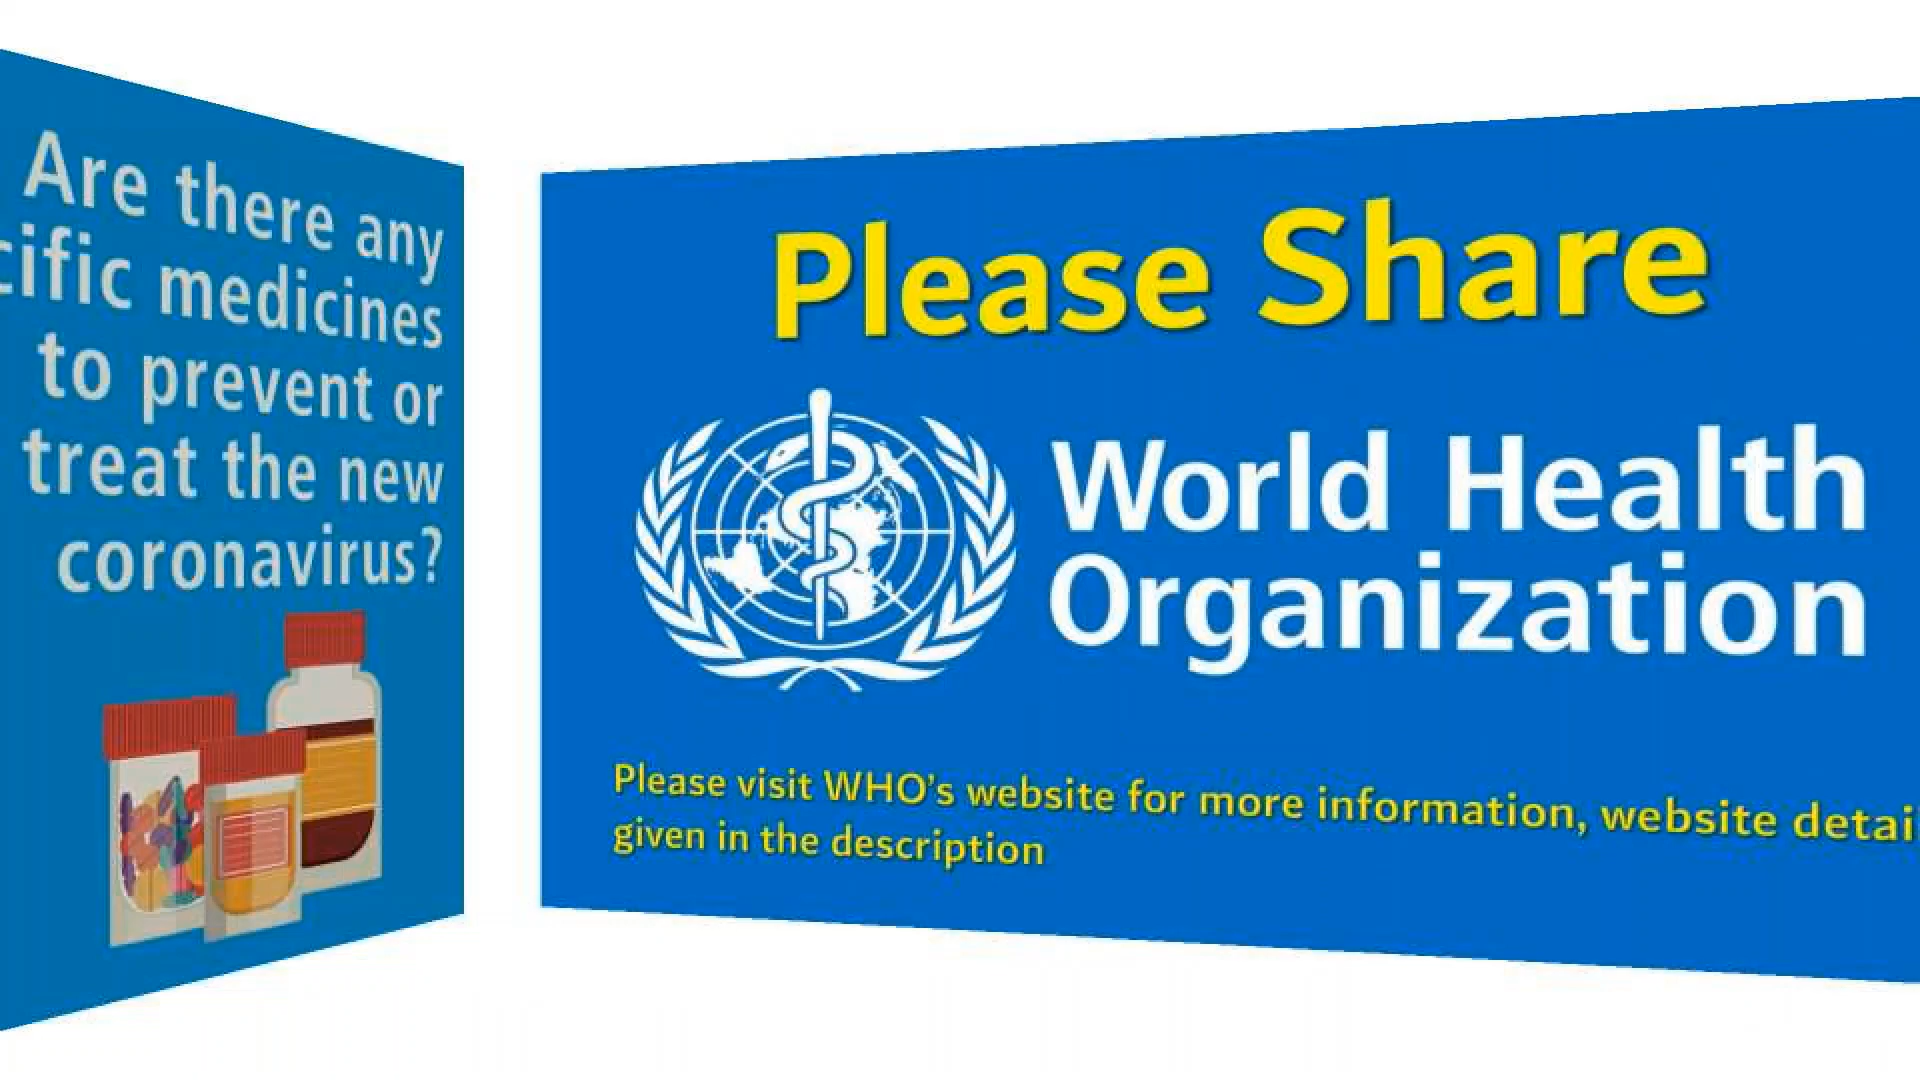 Are there any
cific medicines
to prevent or
treat the new
coronavirus?
Please Share
World Health
Organization
Please visit WHO's website for more information, website detai
given in the description